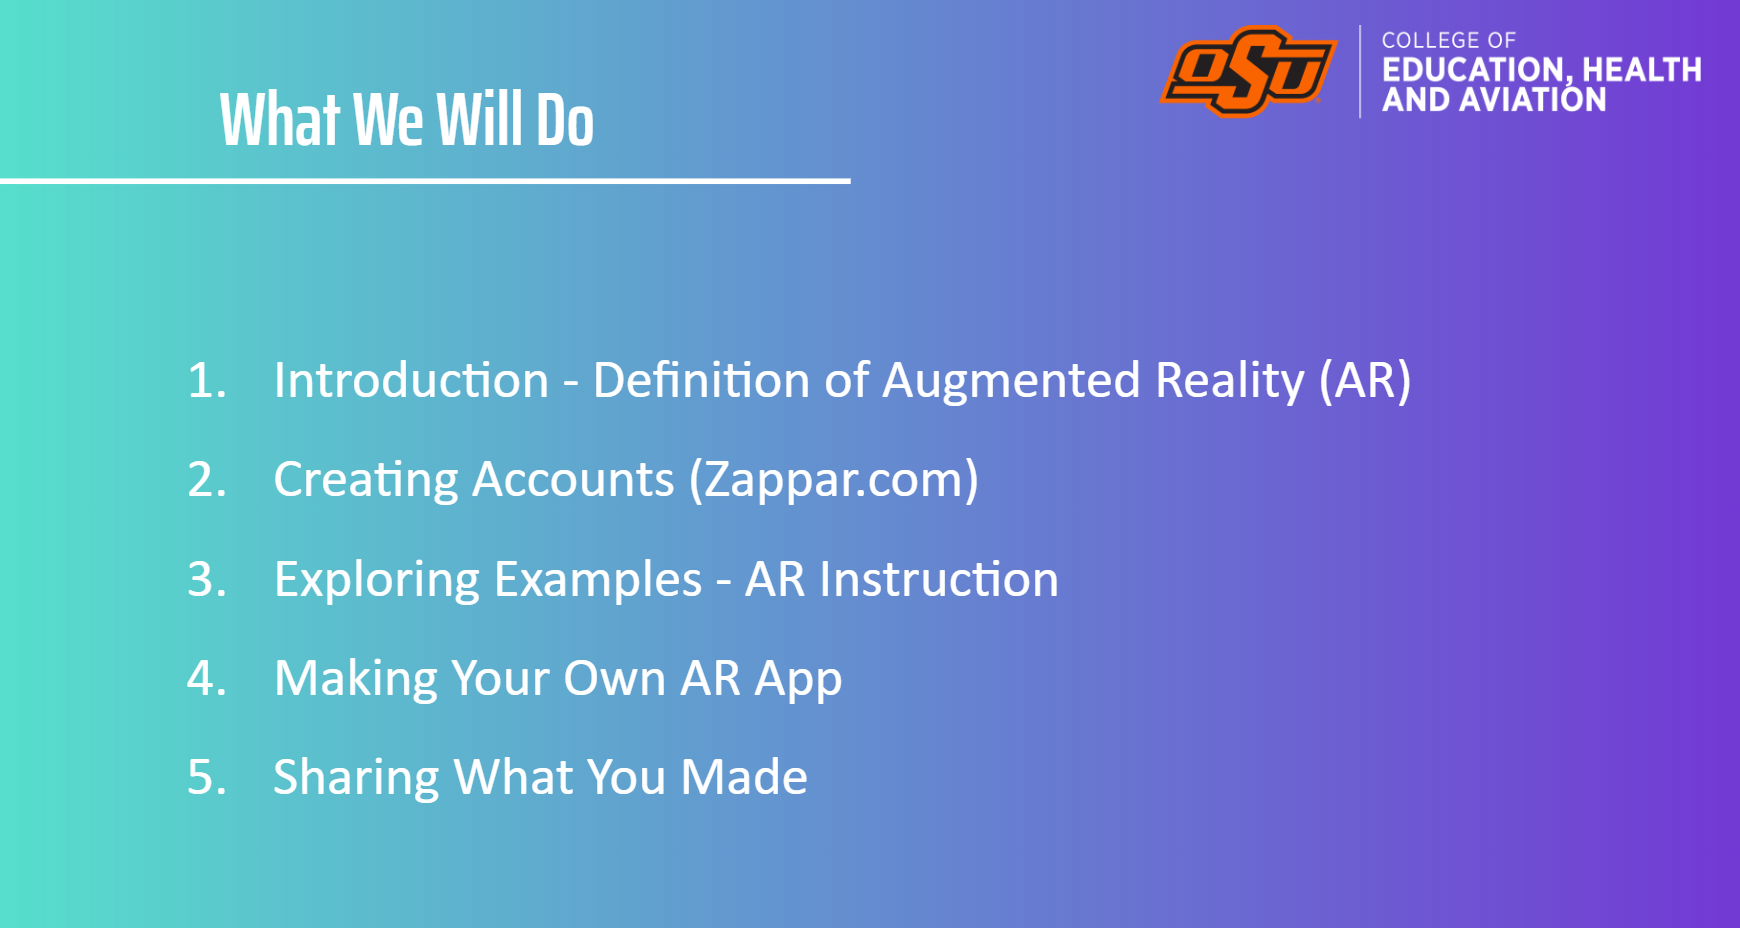 What We Will Do
OSU
COLLEGE OF
EDUCATION, HEALTH
AND AVIATION
1. Introduction - Definition of Augmented Reality (AR)
2. Creating Accounts (Zappar.com)
3. Exploring Examples - AR Instruction
4. Making Your Own AR App
5. Sharing What You Made